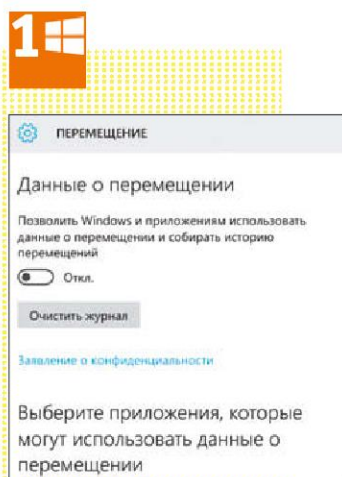 1
ПЕРЕМЕЩЕНИЕ
Данные о перемещении
Позволить Windows и приложениям использовать
данные о перемещении и собирать историю
перемещений
Откл.
Очистить журнал
Заявление о конфиденциальности
Выберите приложения, которые
могут использовать данные о
перемещении